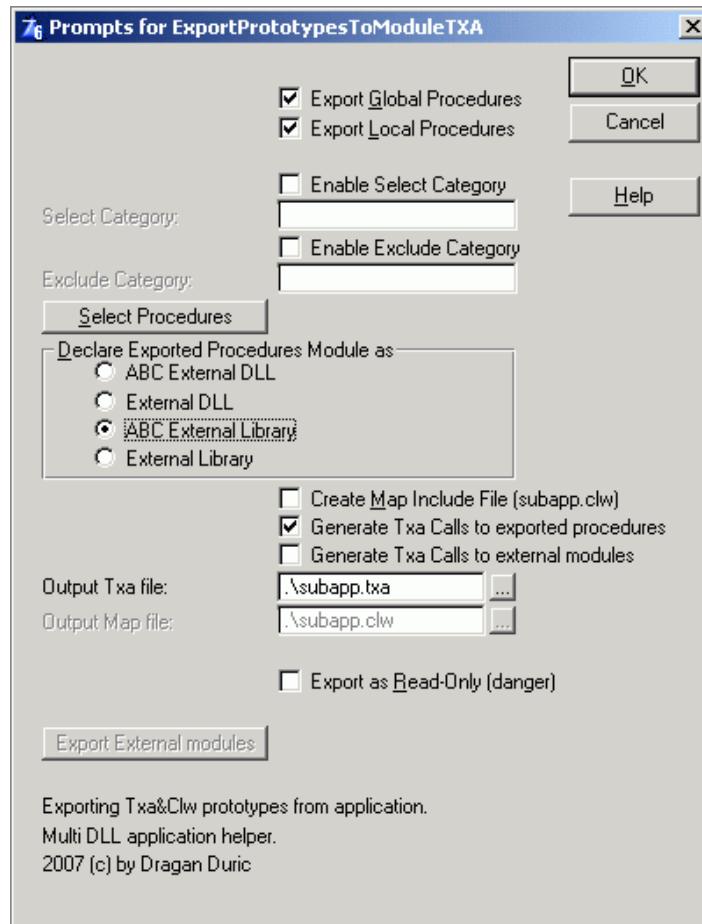 Prompts for ExportPrototypesToModuleTXA
OK
Export Global Procedures
Export Local Procedures
Cancel
Enable Select Category
Help
Select Category:
Enable Exclude Category
Exclude Category:
Select Procedures
Declare Exported Procedures Module as
ABC External DLL
External DLL
ABC External Library
External Library
Create Map Include File (subapp.clw)
Generate Txa Calls to exported procedures
Generate Txa Calls to external modules
Output Txa file: .\subapp.txa ...
Output Map file: .\subapp.clw ...
Export as Read-Only (danger)
Export External modules
Exporting Txa&Clw prototypes from application.
Multi DLL application helper.
2007 (c) by Dragan Duric